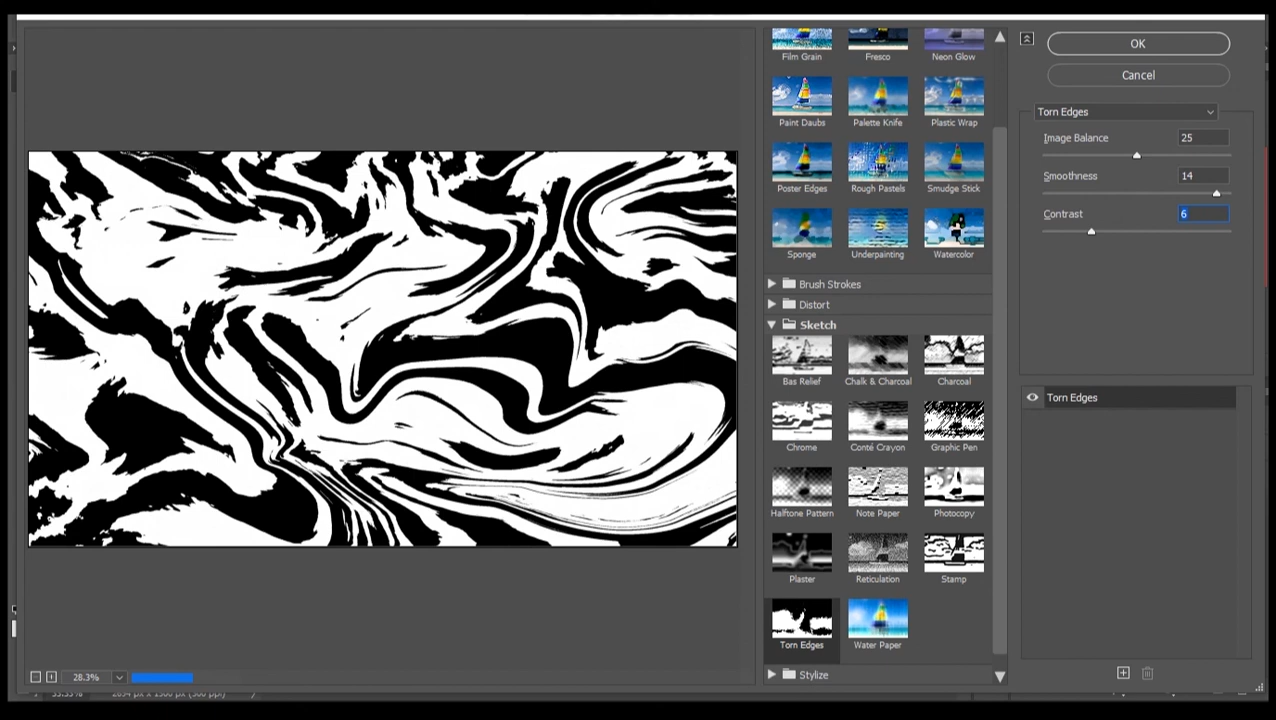 Film Grain Fresco Neon Glow
Paint Daubs Palette Knife Plastic Wrap
Poster Edges Rough Pastels Smudge Stick
Sponge Underpainting Watercolor
Brush Strokes
Distort
Sketch
Bas Relief Chalk & Charcoal Charcoal
Chrome Conté Crayon Graphic Pen
Halftone Pattern Note Paper Photocopy
Plaster Reticulation Stamp
Torn Edges Water Paper
Stylize
OK
Cancel
Torn Edges
Image Balance 25
Smoothness 14
Contrast 6
Torn Edges
28.3%